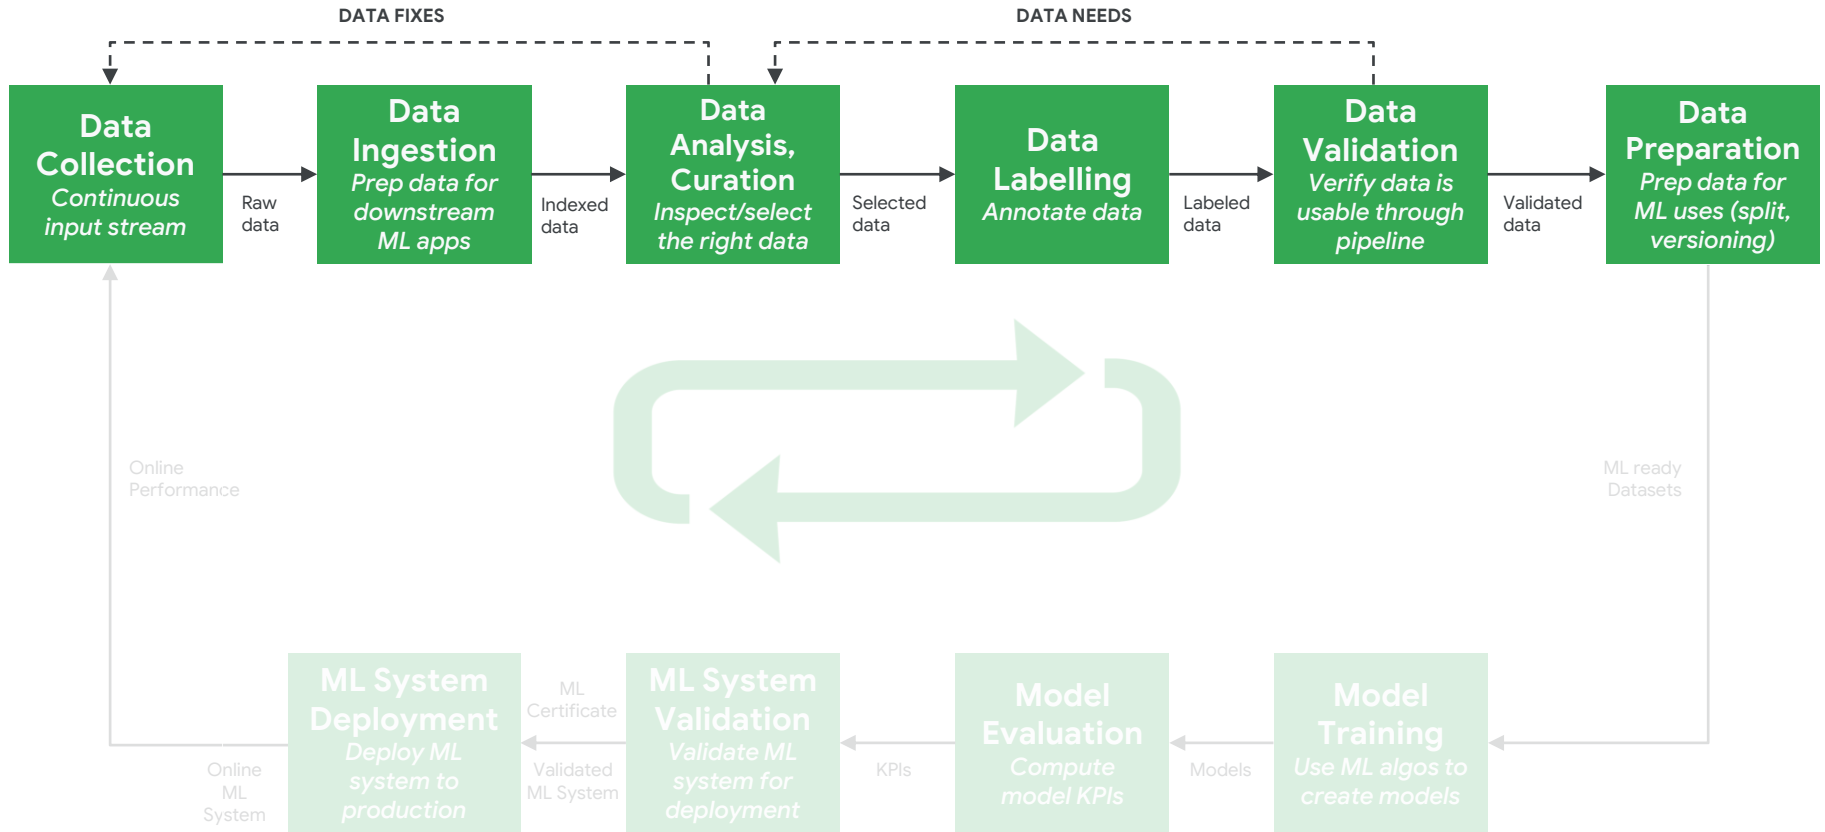 DATA FIXES
DATA NEEDS
Data
Collection
Continuous
input stream
Raw
data
Data
Ingestion
Prep data for
downstream
ML apps
Indexed
data
Data
Analysis,
Curation
Inspect/select
the right data
Selected
data
Data
Labelling
Annotate data
Labeled
data
Data
Validation
Verify data is
usable through
pipeline
Validated
data
Data
Preparation
Prep data for
ML uses (split,
versioning)
Online
Performance
ML ready
Datasets
ML System
Deployment
Deploy ML
system to
production
Online
ML
System
ML
Certificate
Validated
ML System
ML System
Validation
Validate ML
system for
deployment
KPIs
Model
Evaluation
Compute
model KPIs
Models
Model
Training
Use ML algos to
create models